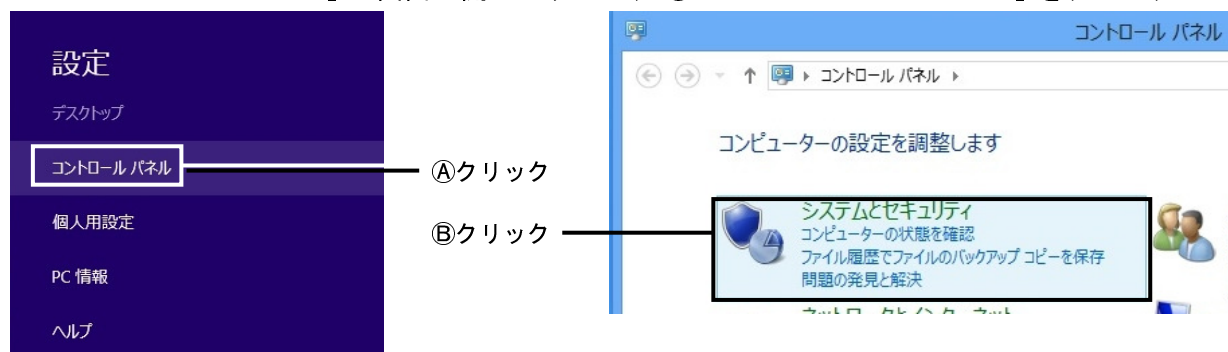 設定
デスクトップ
コントロール パネル
個人用設定
PC 情報
ヘルプ
Ⓐクリック
Ⓑクリック
コントロール パネル
コントロール パネル
コンピューターの設定を調整します
システムとセキュリティ
コンピューターの状態を確認
ファイル履歴でファイルのバックアップ コピーを保存
問題の発見と解決